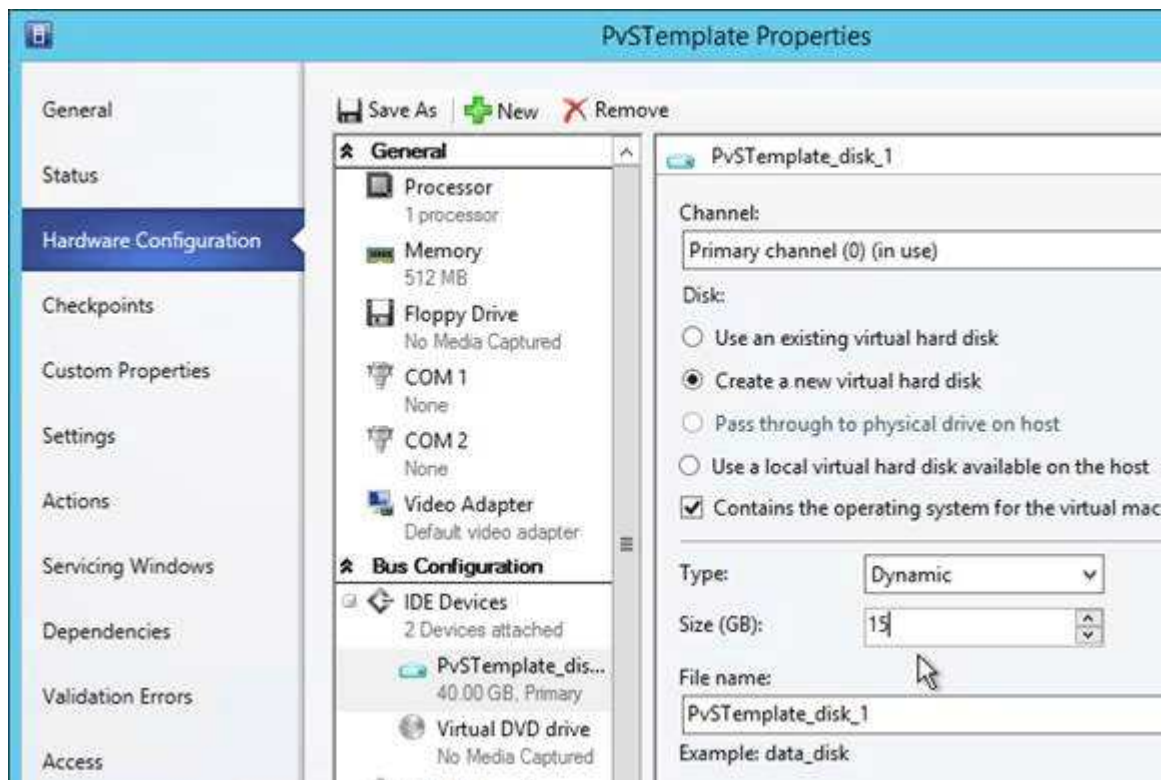 PvSTemplate Properties
General
Status
Hardware Configuration
Checkpoints
Custom Properties
Settings
Actions
Servicing Windows
Dependencies
Validation Errors
Access
Save As New Remove
General
Processor
1 processor
Memory
512 MB
Floppy Drive
No Media Captured
COM 1
None
COM 2
None
Video Adapter
Default video adapter
Bus Configuration
IDE Devices
2 Devices attached
PvSTemplate_dis...
40.00 GB, Primary
Virtual DVD drive
No Media Captured
PvSTemplate_disk_1
Channel:
Primary channel (0) (in use)
Disk:
Use an existing virtual hard disk
Create a new virtual hard disk
Pass through to physical drive on host
Use a local virtual hard disk available on the host
Contains the operating system for the virtual mac
Type: Dynamic
Size (GB): 15
File name:
PvSTemplate_disk_1
Example: data_disk